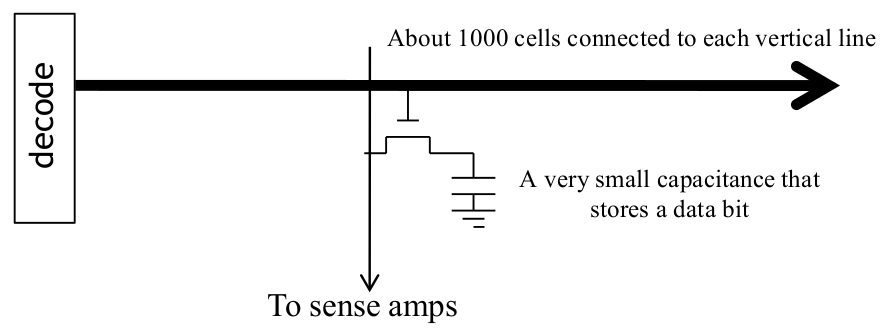 About 1000 cells connected to each vertical line
decode
A very small capacitance that
stores a data bit
To sense amps